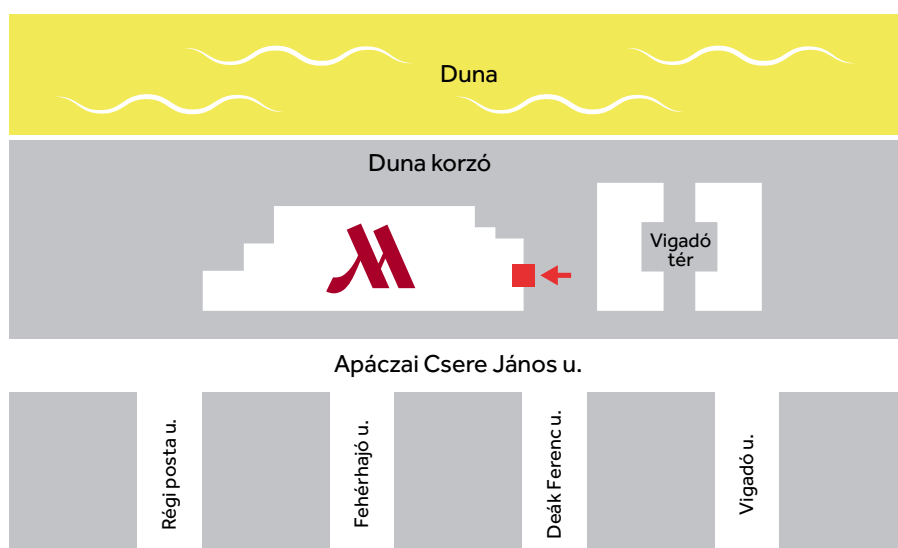 Duna
Duna korzó
Vigadó
tér
Apáczai Csere János u.
Régi posta u.
Fehérhajó u.
Deák Ferenc u.
Vigadó u.